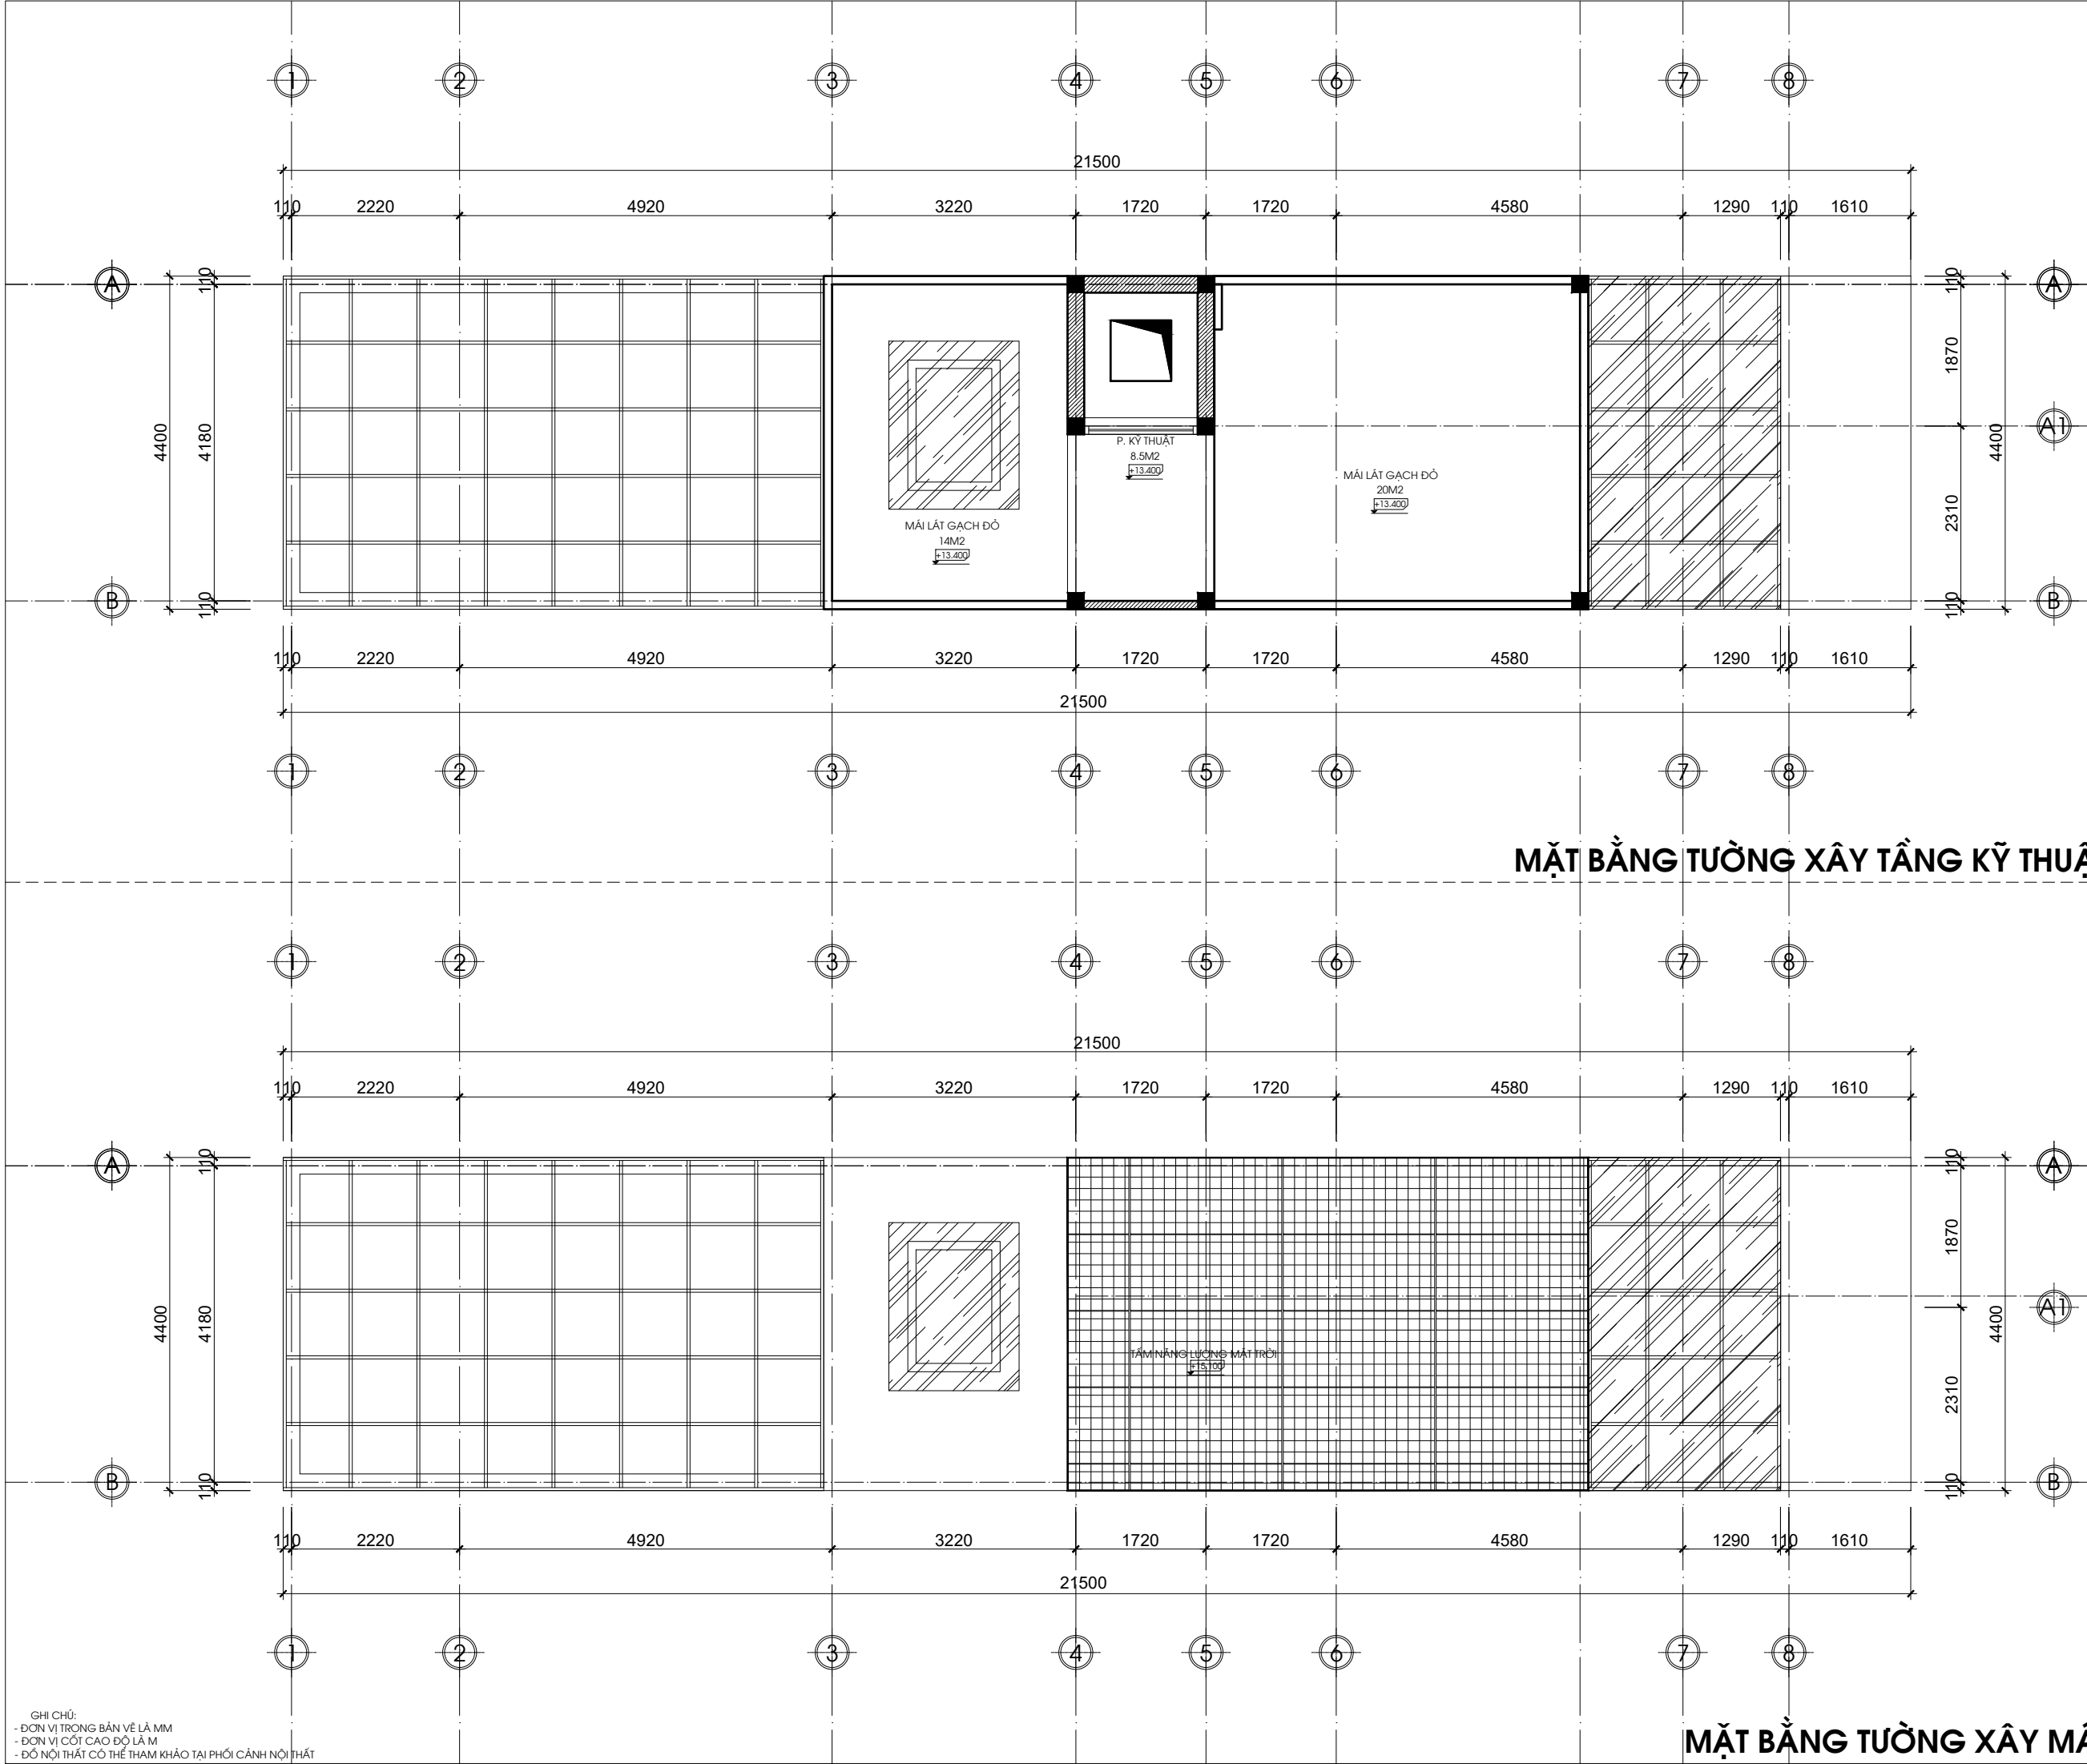 1 2 3 4 5 6 7 8
21500
110 2220 4920 3220 1720 1720 4580 1290 110 1610
A 110 110 A
1870
4400 4180 A1
P. KỸ THUẬT
8.5M2
+13.400
4400
MÁI LÁT GẠCH ĐỎ
20M2
+13.400
2310
MÁI LÁT GẠCH ĐỎ
14M2
+13.400
B 110 110 B
110 2220 4920 3220 1720 1720 4580 1290 110 1610
21500
1 2 3 4 5 6 7 8
MẶT BẰNG TƯỜNG XÂY TẦNG KỸ THUẬ
1 2 3 4 5 6 7 8
21500
110 2220 4920 3220 1720 1720 4580 1290 110 1610
A 110 110 A
1870
4400 4180 A1
4400
TẤM NĂNG LƯỢNG MẶT TRỜI
+15.100
2310
B 110 110 B
110 2220 4920 3220 1720 1720 4580 1290 110 1610
21500
1 2 3 4 5 6 7 8
GHI CHÚ:
- ĐƠN VỊ TRONG BẢN VẼ LÀ MM
- ĐƠN VỊ CỐT CAO ĐỘ LÀ M
- ĐỒ NỘI THẤT CÓ THỂ THAM KHẢO TẠI PHỐI CẢNH NỘI THẤT
MẶT BẰNG TƯỜNG XÂY MÁ